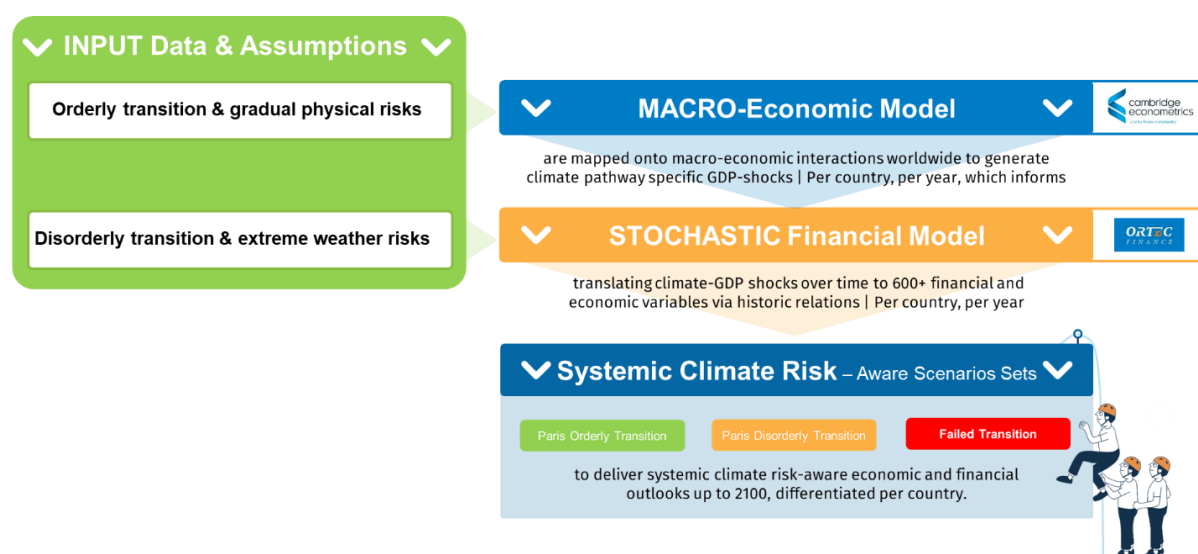 INPUT Data & Assumptions
Orderly transition & gradual physical risks
Disorderly transition & extreme weather risks
MACRO-Economic Model
cambridge
econometrics
are mapped onto macro-economic interactions worldwide to generate
climate pathway specific GDP-shocks | Per country, per year, which informs
STOCHASTIC Financial Model
ORTEC
FINANCE
translating climate-GDP shocks over time to 600+ financial and
economic variables via historic relations | Per country, per year
Systemic Climate Risk – Aware Scenarios Sets
Paris Orderly Transition
Paris Disorderly Transition
Failed Transition
to deliver systemic climate risk-aware economic and financial
outlooks up to 2100, differentiated per country.